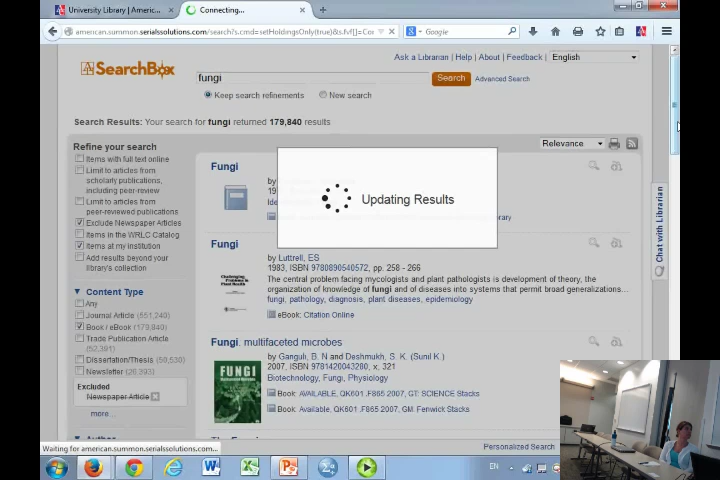 University Library | Americ...
Connecting...
american.summon.serialssolutions.com/search?s.cmd=setHoldingsOnly(true)&s.fvf[]=Cor
Google
Ask a Librarian | Help | About | Feedback |
English
SearchBox
fungi
Search
Advanced Search
Keep search refinements
New search
Search Results: Your search for fungi returned 179,840 results
Refine your search
Relevance
Items with full text online
Limit to articles from
scholarly publications,
including peer-review
Limit to articles from
peer-reviewed publications
Exclude Newspaper Articles
Items in the WRLC Catalog
Items at my institution
Add results beyond your
library's collection
Content Type
Any
Journal Article (551,240)
Book / eBook (179,840)
Trade Publication Article
(52,391)
Dissertation/Thesis (50,530)
Newsletter (26,393)
Excluded
Newspaper Article
more ...
Author
Fungi
by
Updating Results
Fungi
by Luttrell, ES
1983, ISBN 9780890540572, pp. 258 - 266
The central problem facing mycologists and plant pathologists is development of theory, the
organization of knowledge of fungi and of diseases into systems that permit broad generalizations...
fungi, pathology, diagnosis, plant diseases, epidemiology
eBook: Citation Online
Fungi: multifaceted microbes
by Ganguli, B. N and Deshmukh, S. K (Sunil K.)
2007, ISBN 9781420043280, x, 321
Biotechnology, Fungi, Physiology
Book: AVAILABLE, QK601 .F865 2007, GT: SCIENCE Stacks
Book: Available, QK601 .F865 2007, GM: Fenwick Stacks
FUNGI
Chat with Librarian
Personalized Search
Waiting for american.summon.serialssolutions.com...
EN